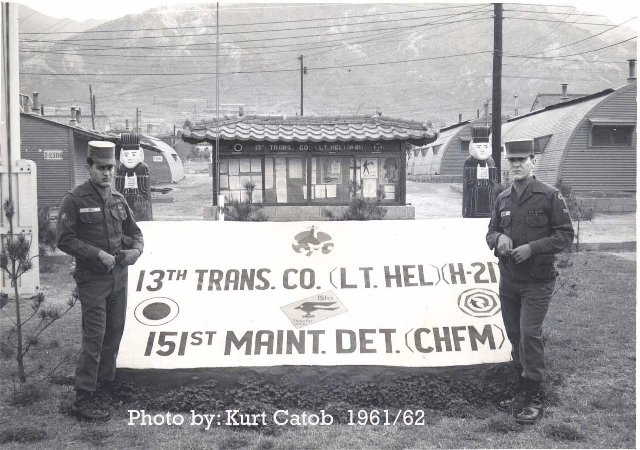 13TH TRANS. CO. (LT. HEL) (H-21)
13TH TRANS. CO. (LT. HEL)(H-21
151ST
151ST MAINT. DET. (CHFM)
Photo by: Kurt Catob 1961/62